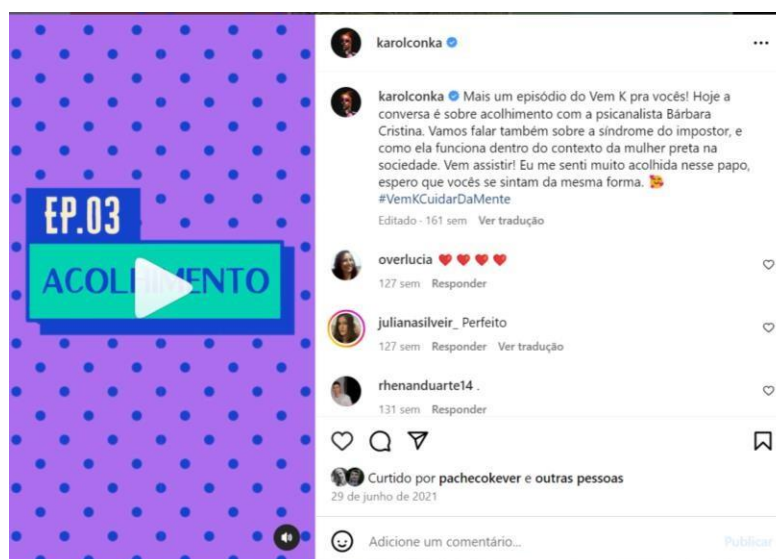 EP.03
ACOLHIMENTO
karolconka
karolconka Mais um episódio do Vem K pra vocês! Hoje a
conversa é sobre acolhimento com a psicanalista Bárbara
Cristina. Vamos falar também sobre a síndrome do impostor, e
como ela funciona dentro do contexto da mulher preta na
sociedade. Vem assistir! Eu me senti muito acolhida nesse papo,
espero que vocês se sintam da mesma forma. 🥰
#VemKCuidarDaMente
Editado · 161 sem Ver tradução
overlucia ❤️ ❤️ ❤️ ❤️
127 sem Responder
julianasilveir_ Perfeito
127 sem Responder Ver tradução
rhenanduarte14 .
131 sem Responder
Curtido por pachecokever e outras pessoas
29 de junho de 2021
Adicione um comentário...
Publicar